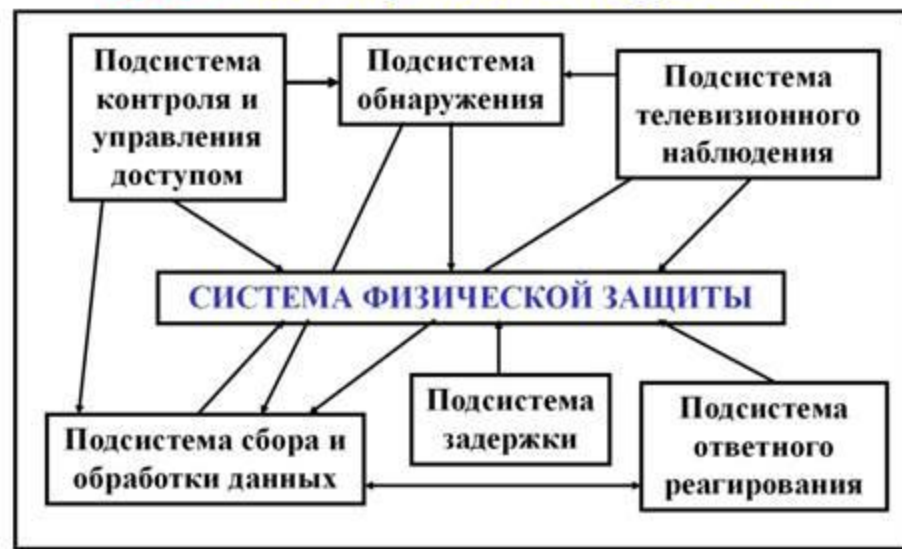 Подсистема
контроля и
управления
доступом
Подсистема
обнаружения
Подсистема
телевизионного
наблюдения
СИСТЕМА ФИЗИЧЕСКОЙ ЗАЩИТЫ
Подсистема сбора и
обработки данных
Подсистема
задержки
Подсистема
ответного
реагирования